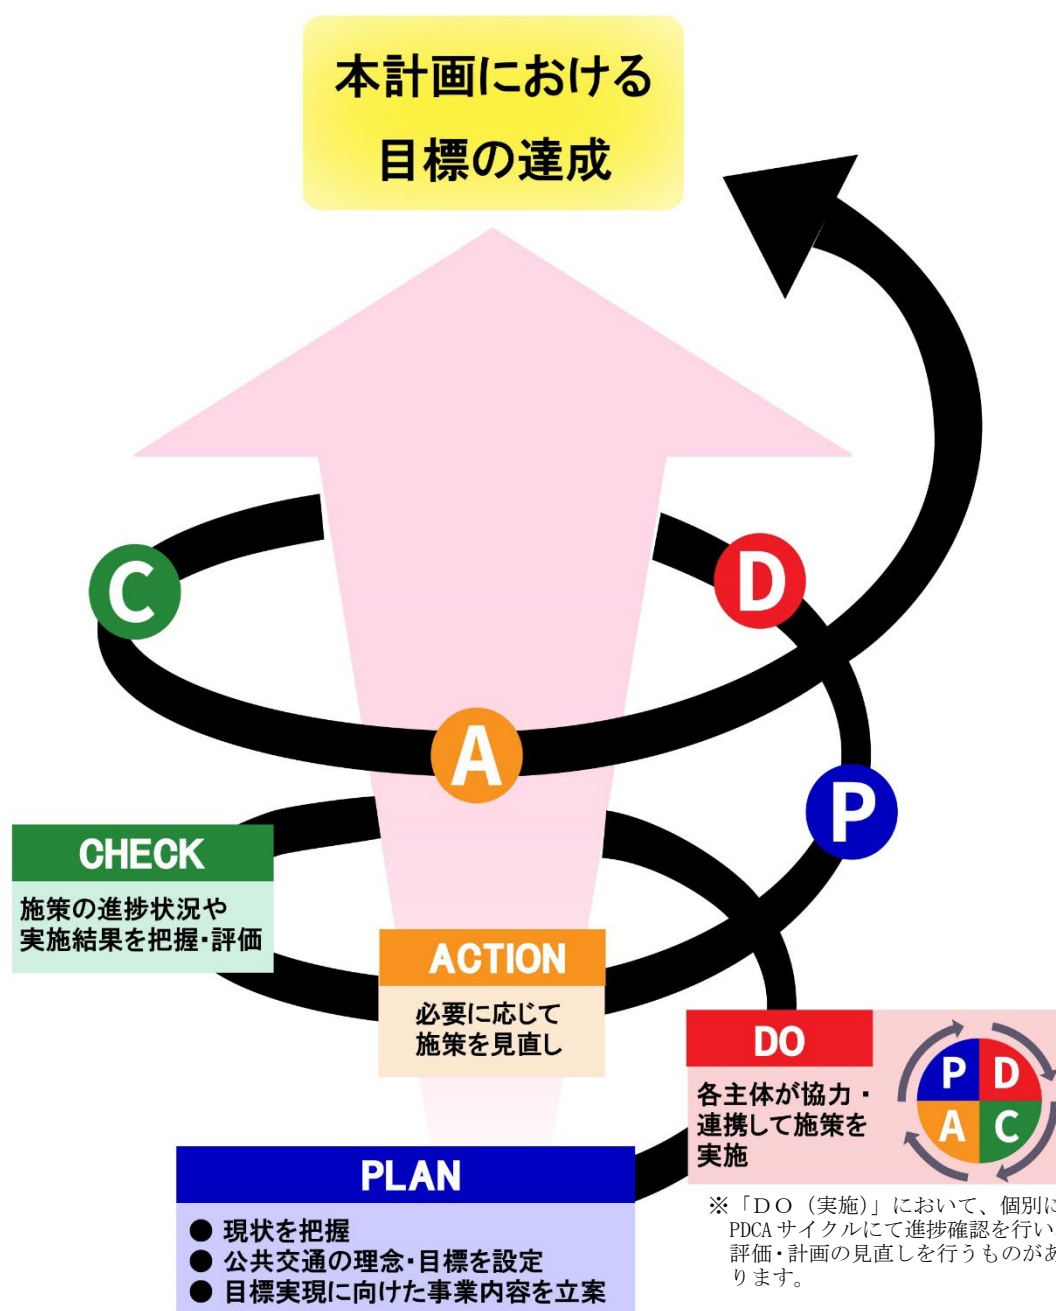 本計画における
目標の達成
C
D
A
P
CHECK
施策の進捗状況や
実施結果を把握・評価
ACTION
必要に応じて
施策を見直し
DO
各主体が協力・
連携して施策を
実施
P D
A C
PLAN
● 現状を把握
● 公共交通の理念・目標を設定
● 目標実現に向けた事業内容を立案
※「ＤＯ（実施）」において、個別に
PDCAサイクルにて進捗確認を行い
評価・計画の見直しを行うものがあ
ります。